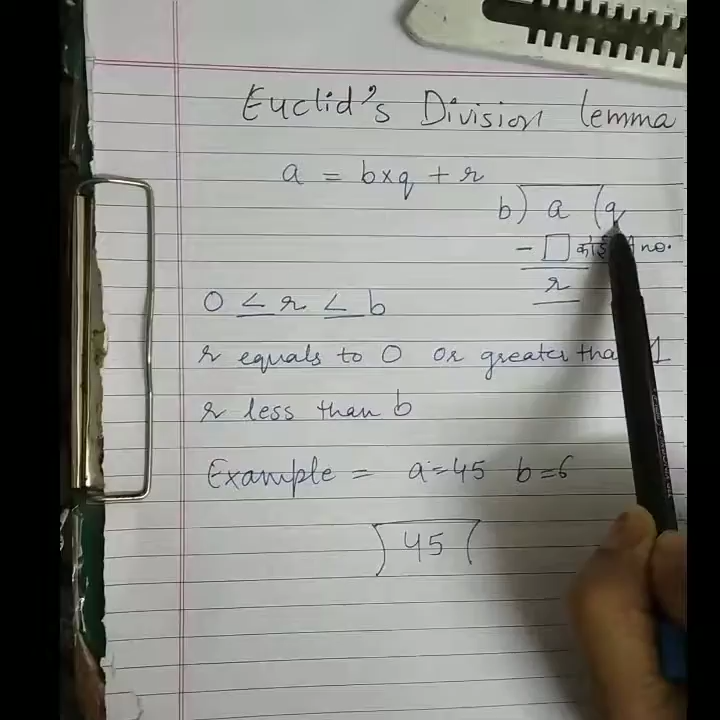 Euclid's Division lemma
a = b×q + r
b) a (q
- □ कोई no.
r
0 ≤ r ≤ b
r equals to 0 or greater than 1
r less than b
Example = a=45 b=6
) 45 (